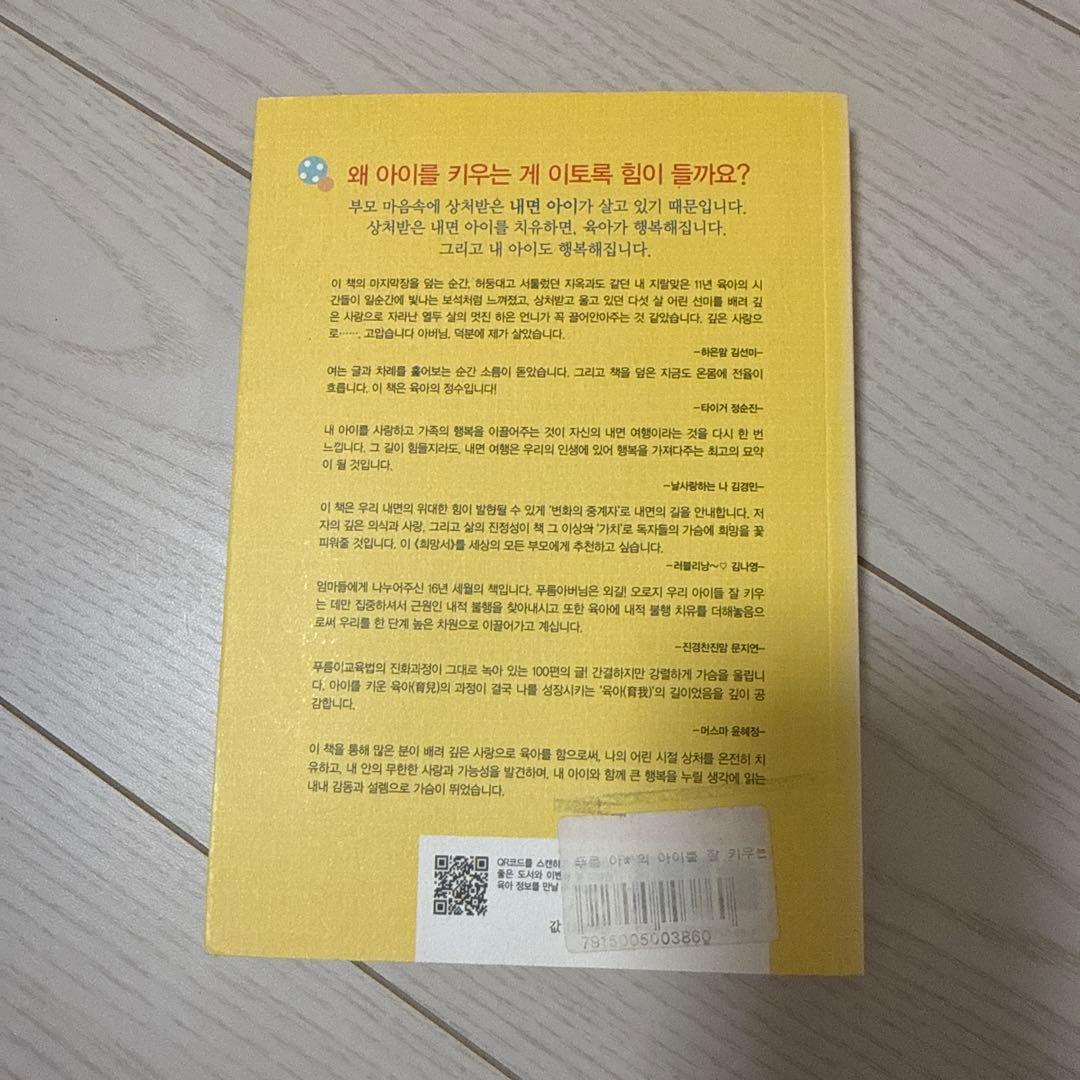 왜 아이를 키우는 게 이토록 힘이 들까요?
부모 마음속에 상처받은 내면 아이가 살고 있기 때문입니다.
상처받은 내면 아이를 치유하면, 육아가 행복해집니다.
그리고 내 아이도 행복해집니다.
이 책의 마지막장을 덮는 순간, 허둥대고 서툴렀던 지옥과도 같던 내 지랄맞은 11년 육아의 시
간들이 일순간에 빛나는 보석처럼 느껴졌고, 상처받고 울고 있던 다섯 살 어린 선미를 배려 깊
은 사랑으로 자라난 열두 살의 멋진 하은 언니가 꼭 끌어안아주는 것 같았습니다. 깊은 사랑으
로……. 고맙습니다 아버님. 덕분에 제가 살았습니다.
-하은맘 김선미-
여는 글과 차례를 훑어보는 순간 소름이 돋았습니다. 그리고 책을 덮은 지금도 온몸에 전율이
흐릅니다. 이 책은 육아의 정수입니다!
-타이거 정순진-
내 아이를 사랑하고 가족의 행복을 이끌어주는 것이 자신의 내면 여행이라는 것을 다시 한 번
느낍니다. 그 길이 힘들지라도, 내면 여행은 우리의 인생에 있어 행복을 가져다주는 최고의 묘약
이 될 것입니다.
-날사랑하는 나 김경민-
이 책은 우리 내면의 위대한 힘이 발현될 수 있게 '변화의 중계자'로 내면의 길을 안내합니다. 저
자의 깊은 의식과 사랑, 그리고 삶의 진정성이 책 그 이상의 '가치'로 독자들의 가슴에 희망을 꽃
피워줄 것입니다. 이 《희망서》를 세상의 모든 부모에게 추천하고 싶습니다.
-러블리낭~♡ 김나영-
엄마들에게 나누어주신 16년 세월의 책입니다. 푸름아버님은 외길! 오로지 우리 아이들 잘 키우
는 데만 집중하셔서 근원인 내적 불행을 찾아내시고 또한 육아에 내적 불행 치유를 더해놓음으
로써 우리를 한 단계 높은 차원으로 이끌어가고 계십니다.
-진경찬진맘 문지연-
푸름이교육법의 진화과정이 그대로 녹아 있는 100편의 글! 간결하지만 강렬하게 가슴을 울립니
다. 아이를 키운 육아(育兒)의 과정이 결국 나를 성장시키는 '육아(育我)'의 길이었음을 깊이 공
감합니다.
-머스마 윤혜정-
이 책을 통해 많은 분이 배려 깊은 사랑으로 육아를 함으로써, 나의 어린 시절 상처를 온전히 치
유하고, 내 안의 무한한 사랑과 가능성을 발견하며, 내 아이와 함께 큰 행복을 누릴 생각에 읽는
내내 감동과 설렘으로 가슴이 뛰었습니다.
QR코드를 스캔하
좋은 도서와 이벤
육아 정보를 만날
값
푸름 아빠의 아이를 잘 키우는
7915005003860